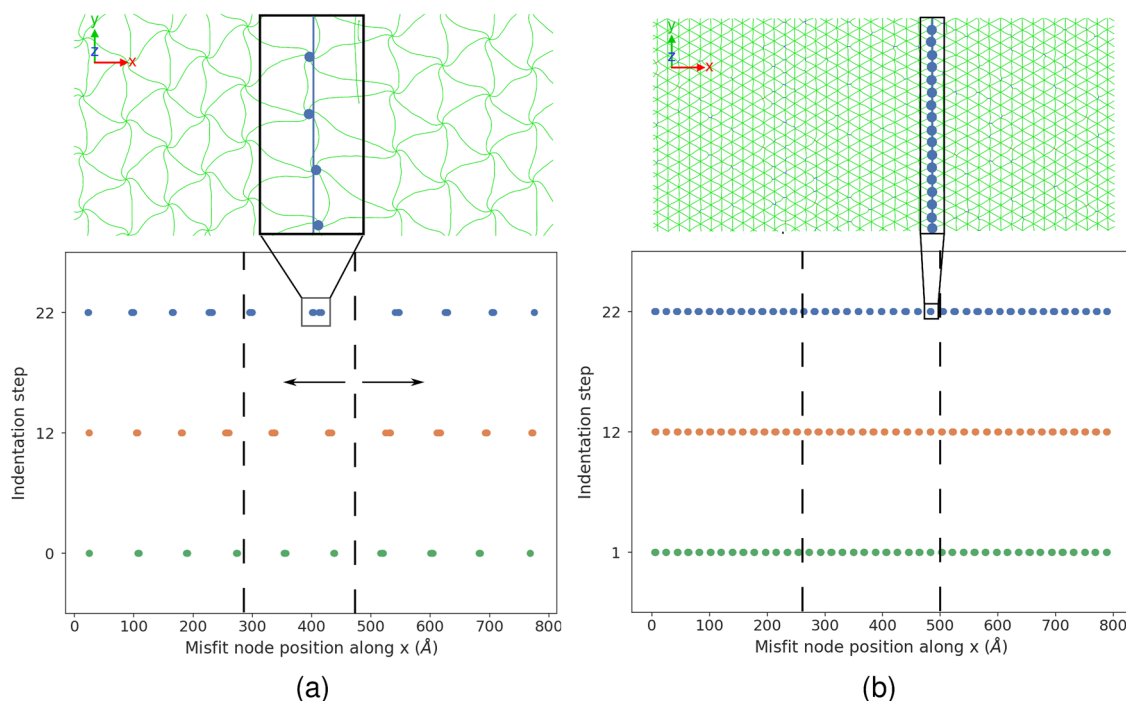 y
z
x
y
z
x
22
12
0
Indentation step
0 100 200 300 400 500 600 700 800
Misfit node position along x (Å)
22
12
1
Indentation step
0 100 200 300 400 500 600 700 800
Misfit node position along x (Å)
(a)
(b)